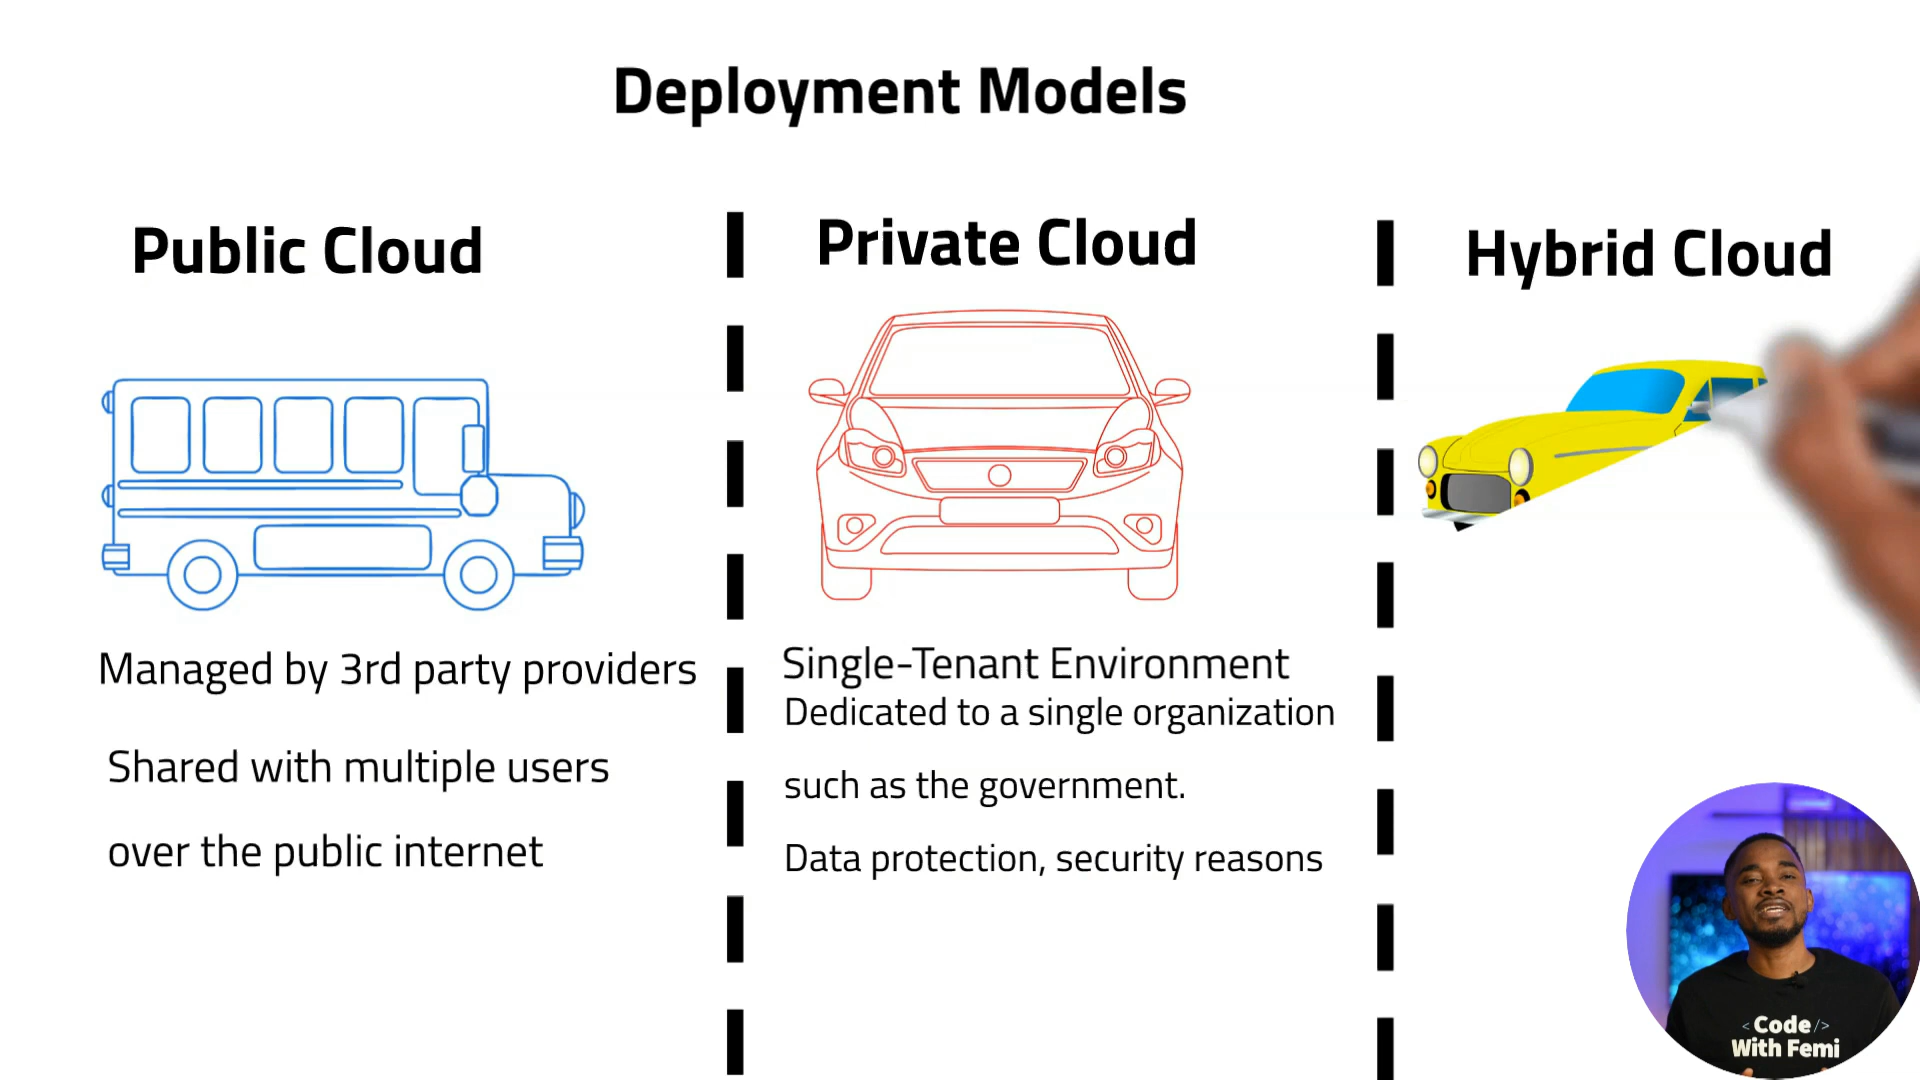 Deployment Models
Public Cloud
Managed by 3rd party providers
Shared with multiple users
over the public internet
Private Cloud
Single-Tenant Environment
Dedicated to a single organization
such as the government.
Data protection, security reasons
Hybrid Cloud
<Code/>
With Femi